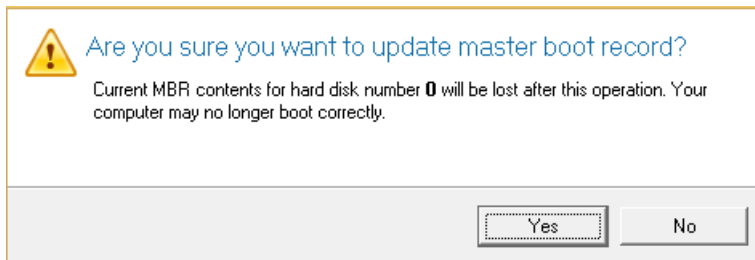 Are you sure you want to update master boot record?
Current MBR contents for hard disk number 0 will be lost after this operation. Your
computer may no longer boot correctly.
Yes
No